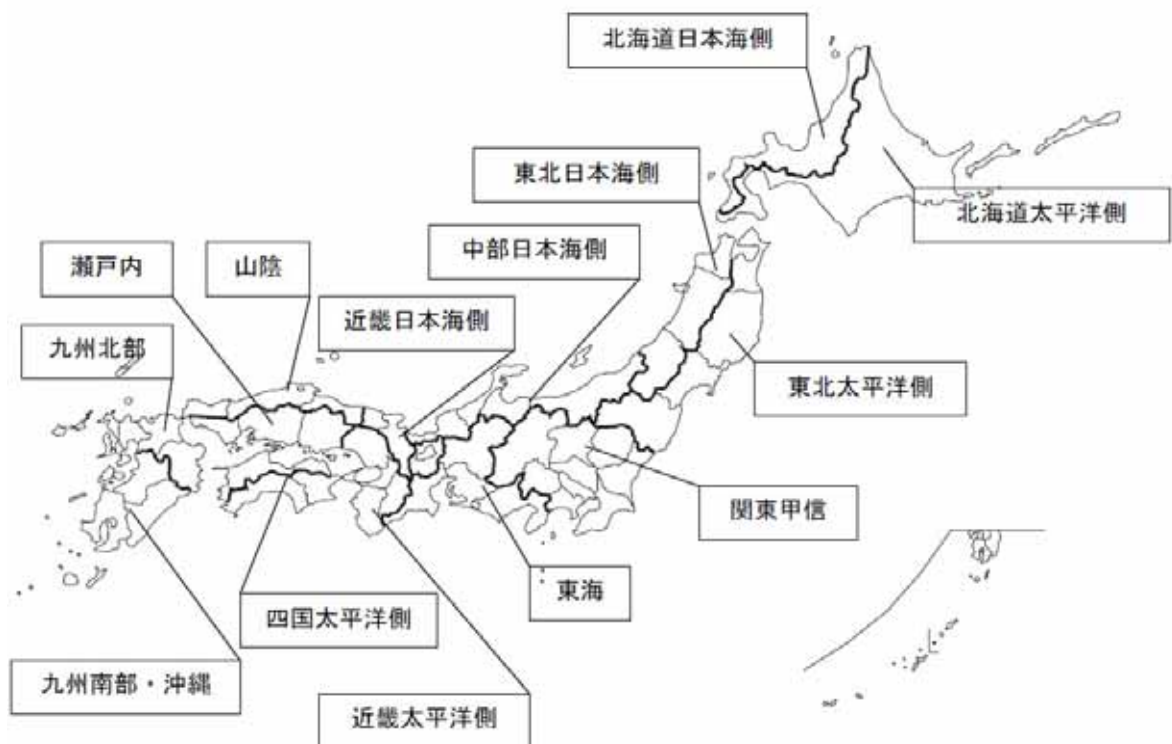 北海道日本海側
東北日本海側
北海道太平洋側
中部日本海側
瀬戸内
山陰
近畿日本海側
九州北部
東北太平洋側
関東甲信
東海
四国太平洋側
九州南部・沖縄
近畿太平洋側